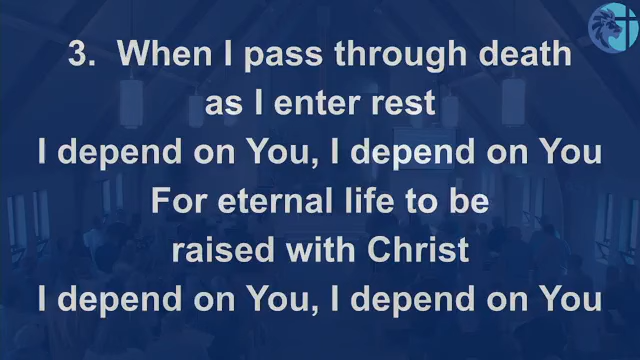 3. When I pass through death
as I enter rest
I depend on You, I depend on You
For eternal life to be
raised with Christ
I depend on You, I depend on You